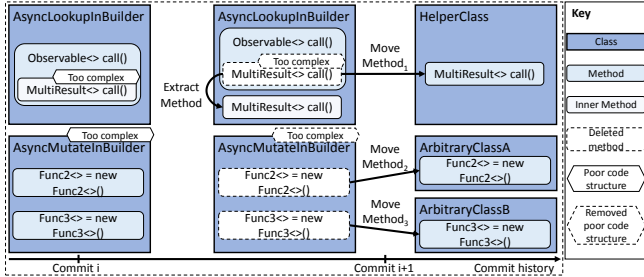 AsyncLookupInBuilder
Observable<> call()
Too complex
MultiResult<> call()
Too complex
AsyncMutateInBuilder
Func2<> = new
Func2<>()
Func3<> = new
Func3<>()
Extract
Method
AsyncLookupInBuilder
Observable<> call()
Too complex
MultiResult<> call()
MultiResult<> call()
Too complex
AsyncMutateInBuilder
Func2<> = new
Func2<>()
Func3<> = new
Func3<>()
Move
Method1
Move
Method2
Move
Method3
HelperClass
MultiResult<> call()
ArbitraryClassA
Func2<> = new
Func2<>()
ArbitraryClassB
Func3<> = new
Func3<>()
Commit i
Commit i+1
Commit history
Key
Class
Method
Inner Method
Deleted
method
Poor code
structure
Removed
poor code
structure